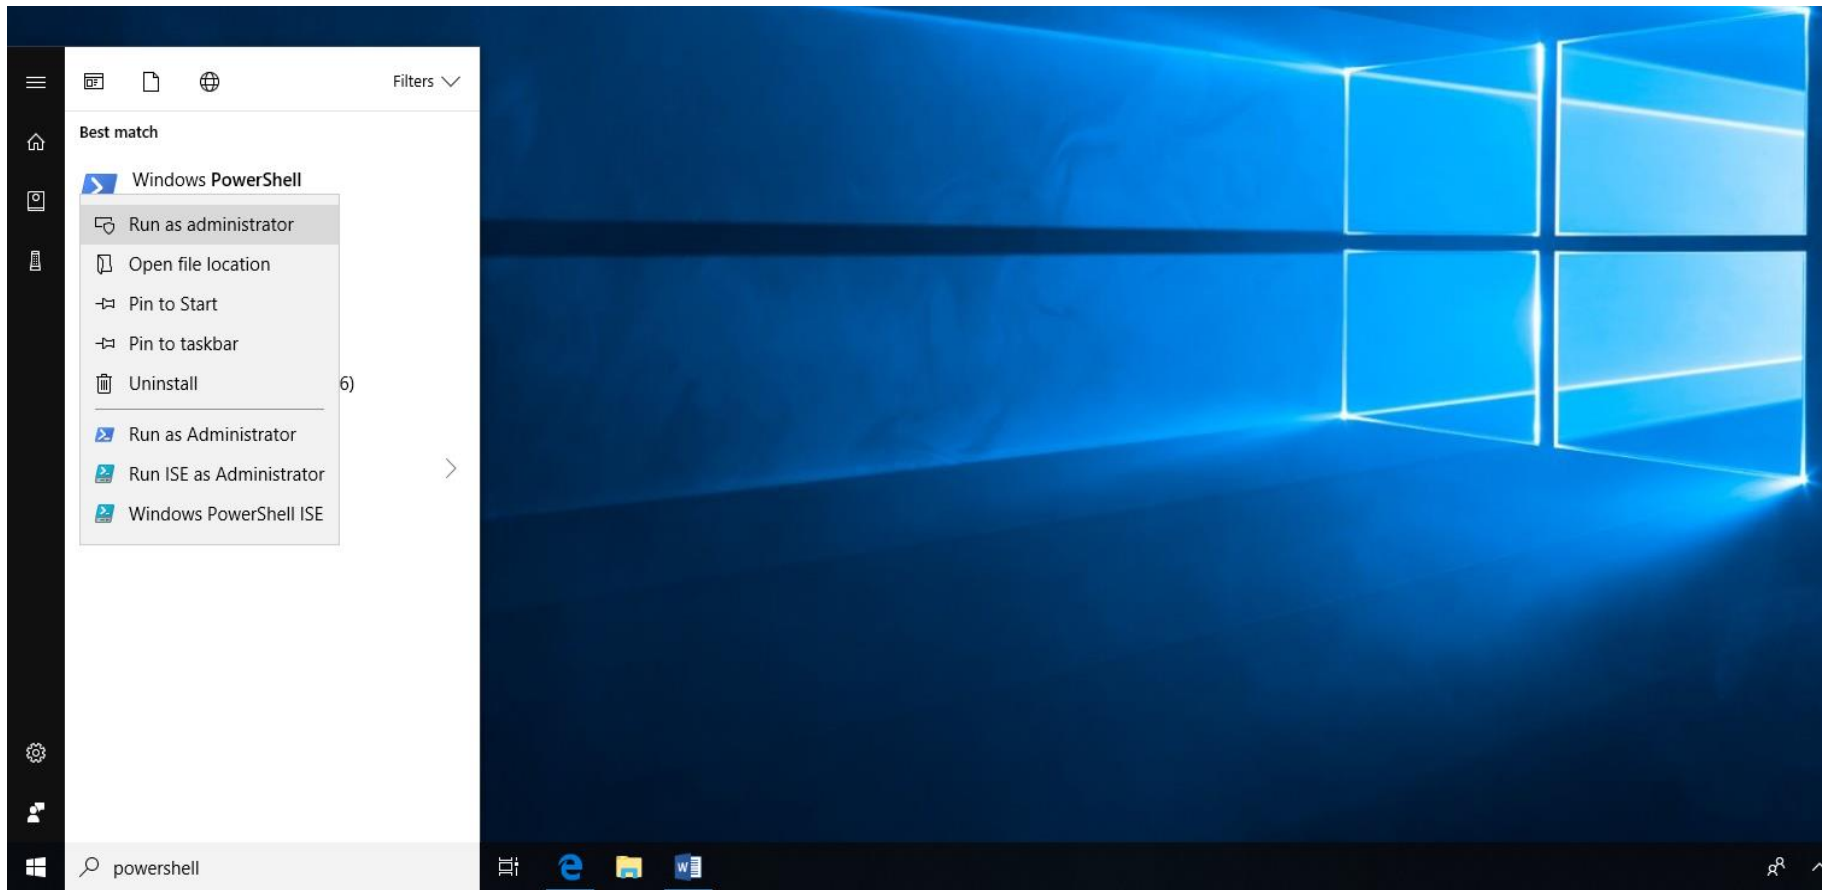 Filters
Best match
Windows PowerShell
Run as administrator
Open file location
Pin to Start
Pin to taskbar
Uninstall
6)
Run as Administrator
Run ISE as Administrator
Windows PowerShell ISE
powershell